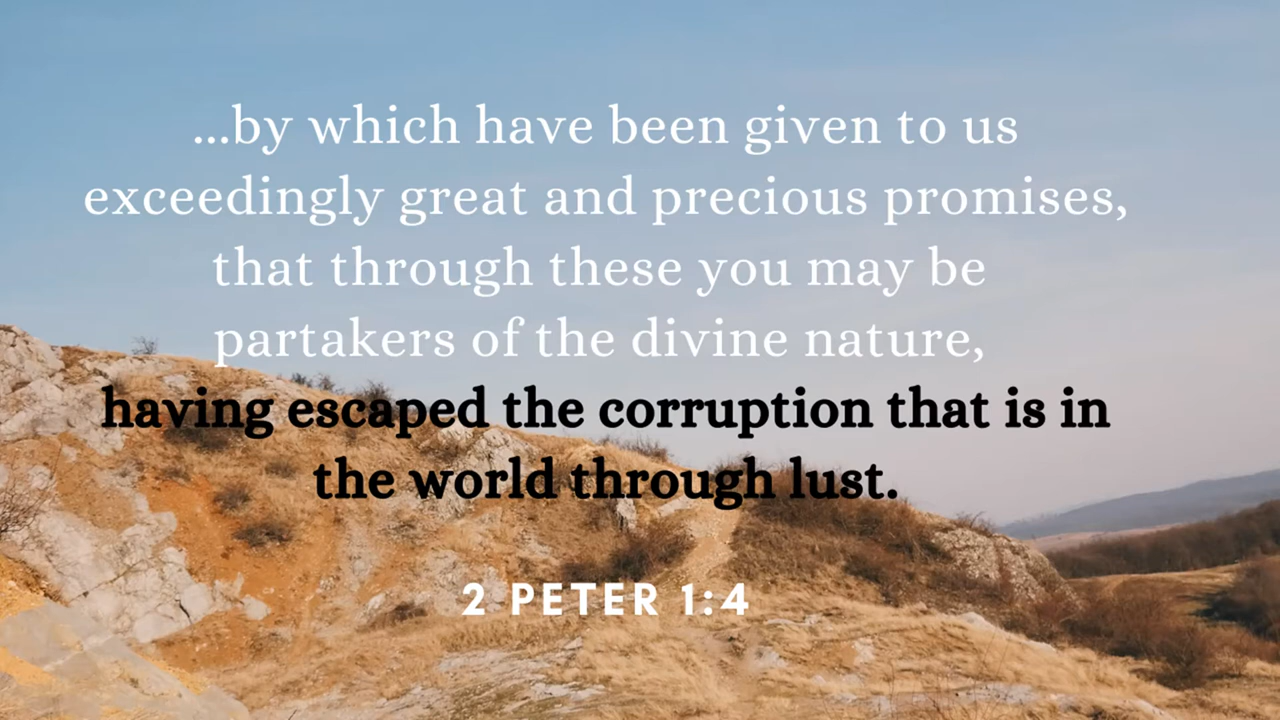 ...by which have been given to us
exceedingly great and precious promises,
that through these you may be
partakers of the divine nature,
having escaped the corruption that is in
the world through lust.
2 PETER 1:4